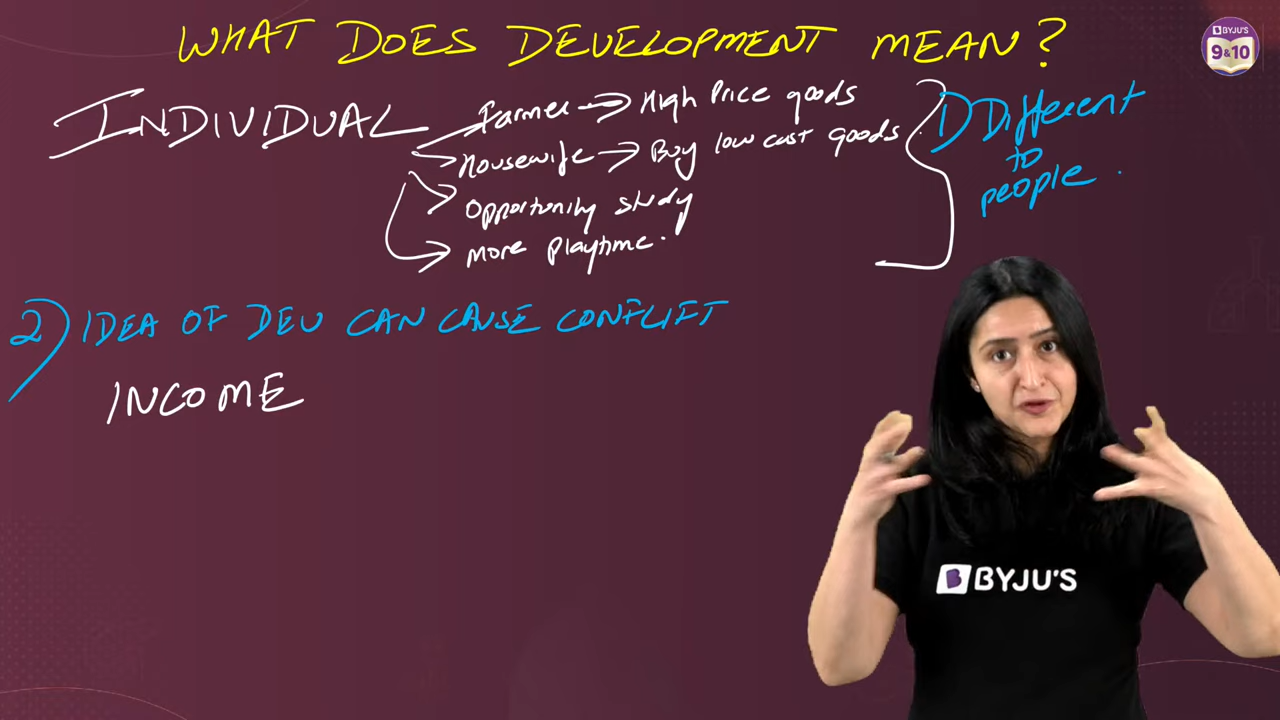 WHAT DOES DEVELOPMENT MEAN?
BYJU'S
9&10
INDIVIDUAL
Farmer → High Price goods
Housewife → Buy low cost goods
Opportunity study
More playtime.
1) Different
to
people.
2) IDEA OF DEV CAN CAUSE CONFLIFT
INCOME
BYJU'S